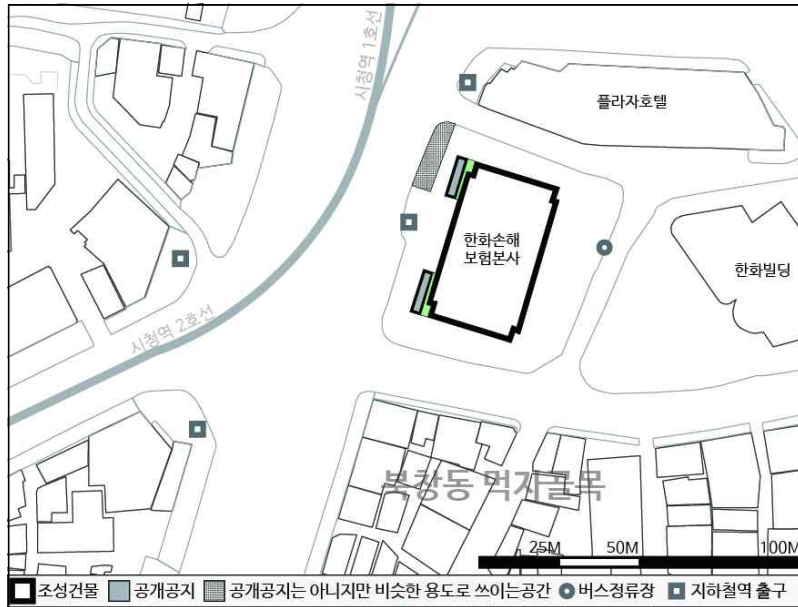 시청역 1호선
플라자호텔
한화손해
보험본사
한화빌딩
시청역 2호선
북창동 먹자골목
25M 50M 100M
조성건물 공개공지 공개공지는 아니지만 비슷한 용도로 쓰이는공간 버스정류장 지하철역 출구